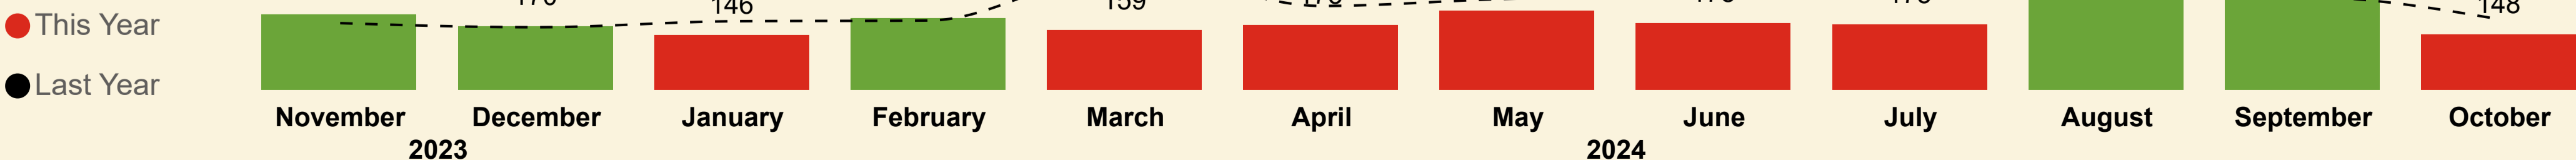 146
159
148
This Year
Last Year
November December January February March April May June July August September October
2023 2024